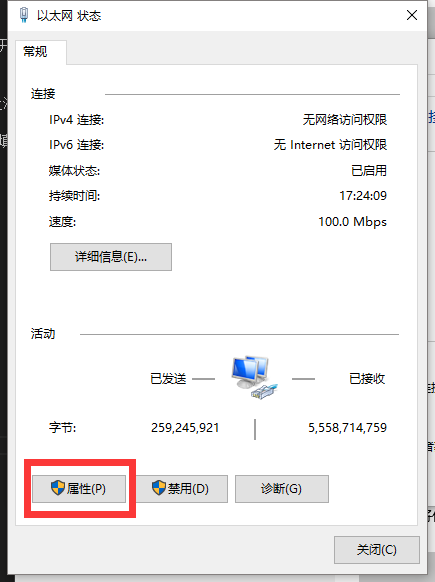 以太网 状态
常规
连接
IPv4 连接: 无网络访问权限
IPv6 连接: 无 Internet 访问权限
媒体状态: 已启用
持续时间: 17:24:09
速度: 100.0 Mbps
详细信息(E)...
活动
已发送 已接收
字节: 259,245,921 5,558,714,759
属性(P) 禁用(D) 诊断(G)
关闭(C)